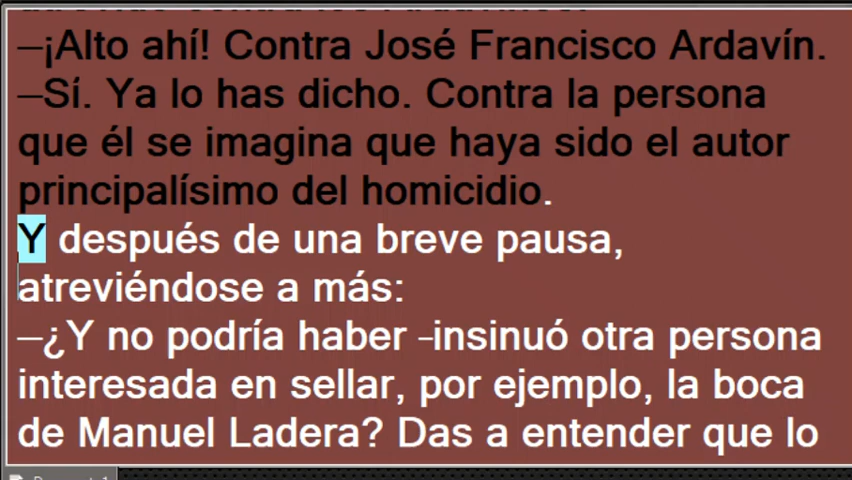 —¡Alto ahí! Contra José Francisco Ardavín.
—Sí. Ya lo has dicho. Contra la persona
que él se imagina que haya sido el autor
principalísimo del homicidio.
Y después de una breve pausa,
atreviéndose a más:
—¿Y no podría haber -insinuó otra persona
interesada en sellar, por ejemplo, la boca
de Manuel Ladera? Das a entender que lo